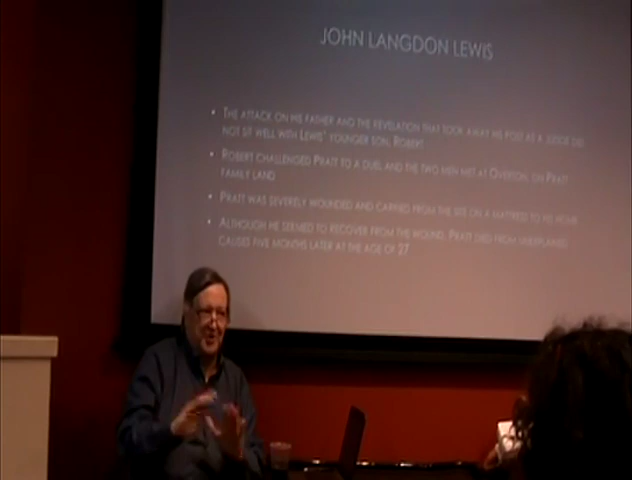 JOHN LANGDON LEWIS
• THE ATTACK ON HIS FATHER AND THE REVELATION THAT TOOK AWAY HIS POST AS A JUDGE DID
NOT SIT WELL WITH LEWIS' YOUNGER SON, ROBERT
• ROBERT CHALLENGED PRATT TO A DUEL AND THE TWO MEN MET AT OVERTON, ON PRATT
FAMILY LAND
• PRATT WAS SEVERELY WOUNDED AND CARRIED FROM THE SITE ON A MATTRESS TO HIS HOME
• ALTHOUGH HE SEEMED TO RECOVER FROM THE WOUND, PRATT DIED FROM UNEXPLAINED
CAUSES FIVE MONTHS LATER AT THE AGE OF 27